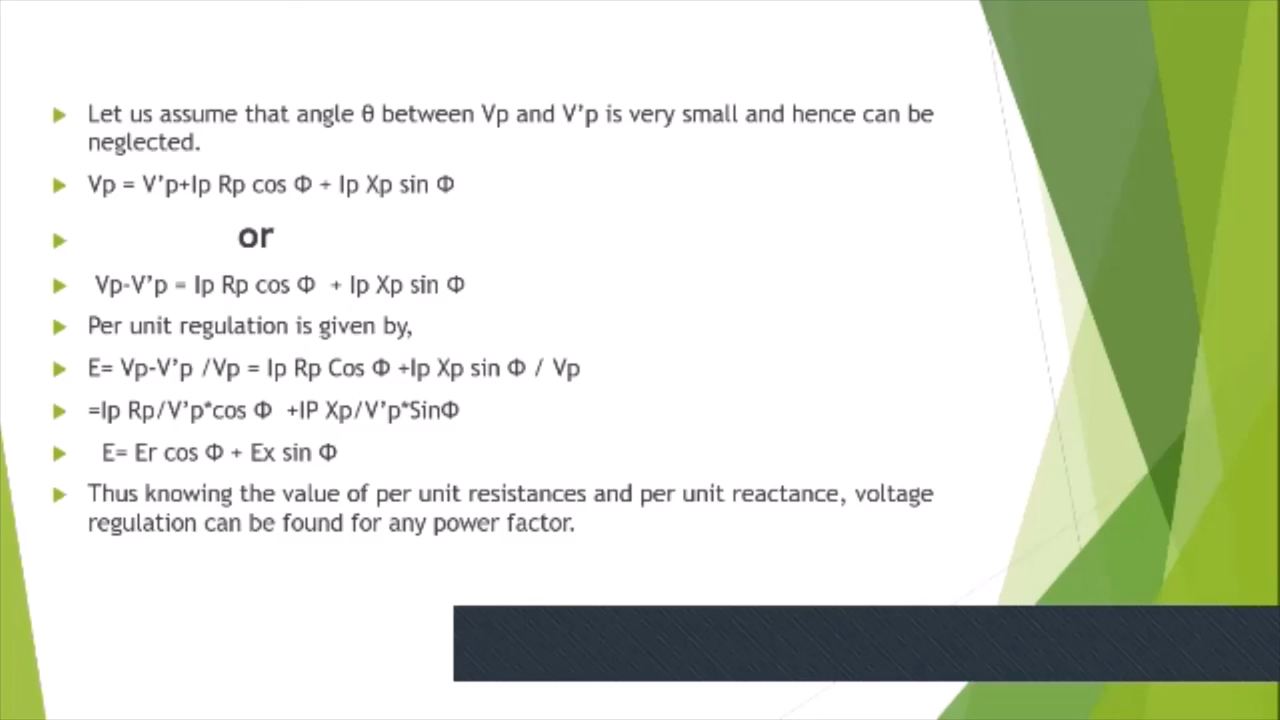 Let us assume that angle θ between Vp and V’p is very small and hence can be
neglected.
Vp = V’p+Ip Rp cos Φ + Ip Xp sin Φ
or
Vp-V’p = Ip Rp cos Φ + Ip Xp sin Φ
Per unit regulation is given by,
E= Vp-V’p /Vp = Ip Rp Cos Φ +Ip Xp sin Φ / Vp
=Ip Rp/V’p*cos Φ +IP Xp/V’p*SinΦ
E= Er cos Φ + Ex sin Φ
Thus knowing the value of per unit resistances and per unit reactance, voltage
regulation can be found for any power factor.